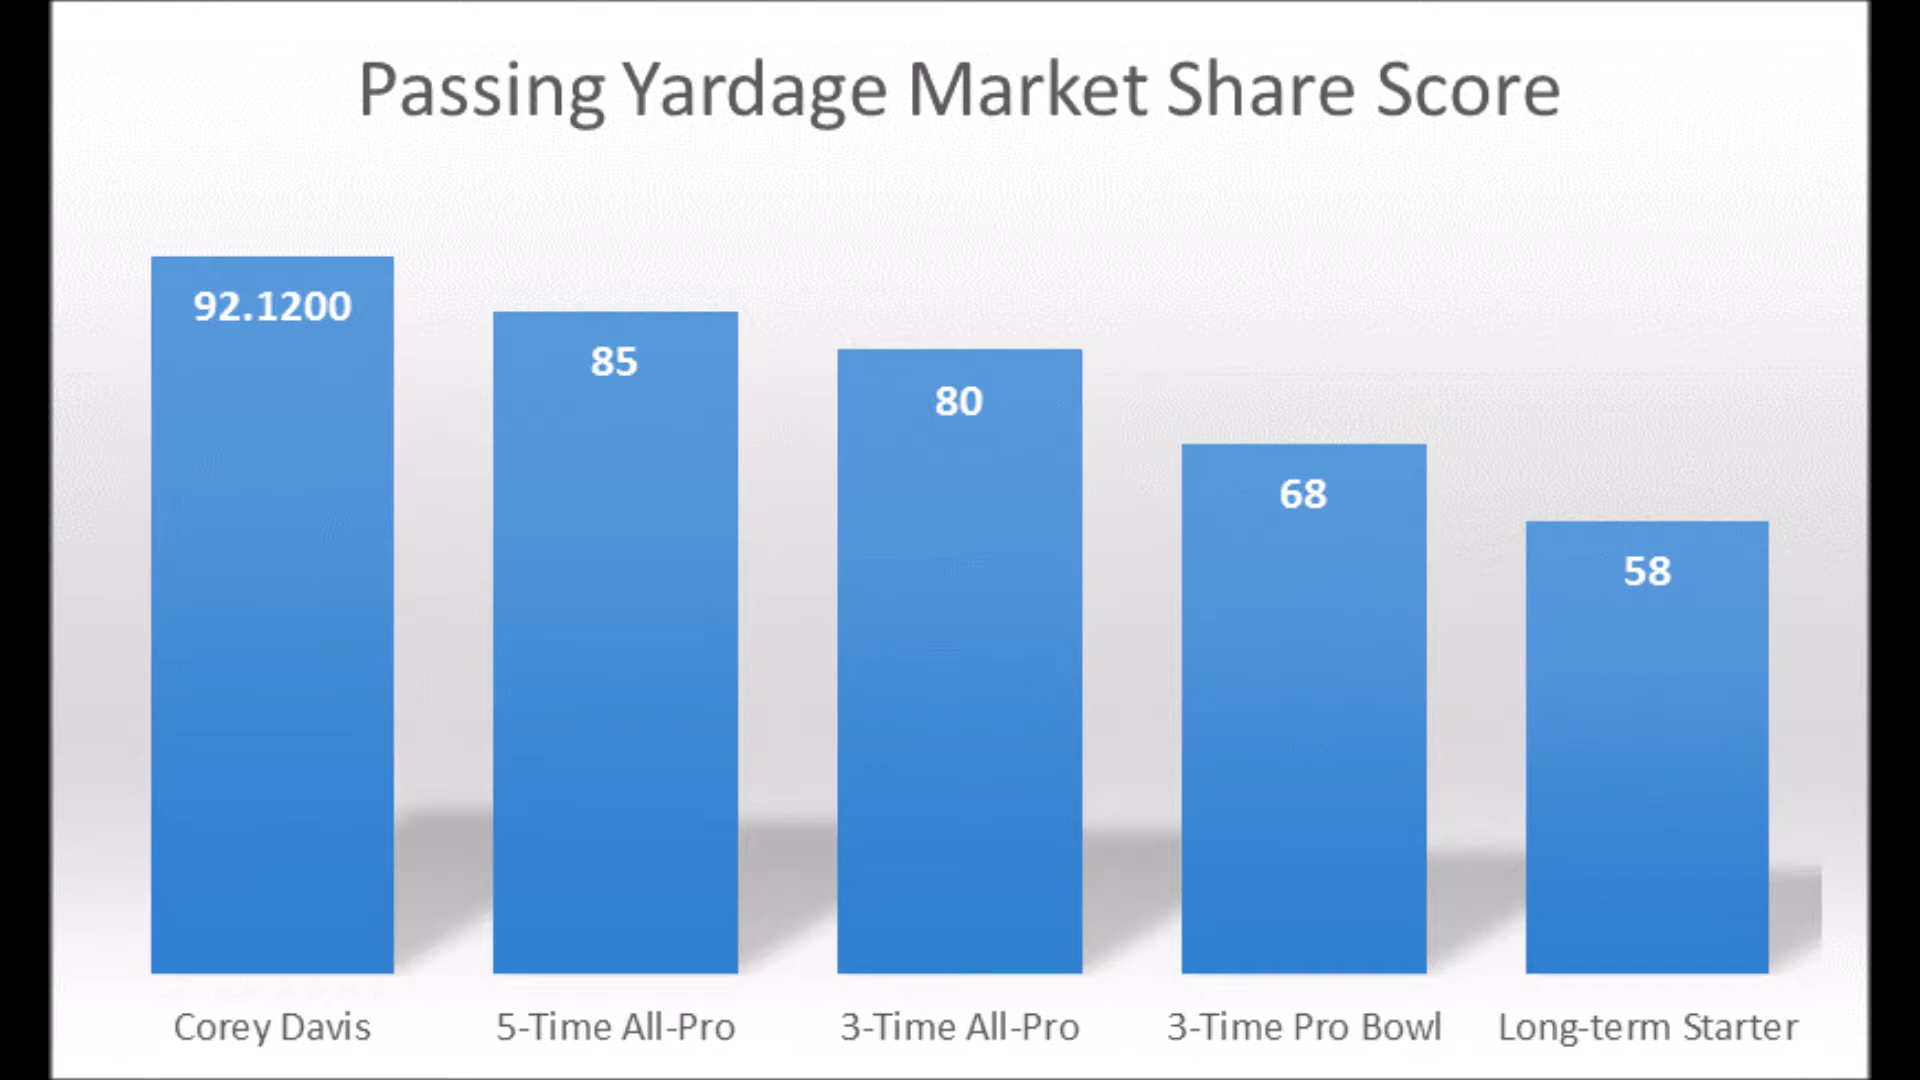 Passing Yardage Market Share Score
92.1200
85
80
68
58
Corey Davis
5-Time All-Pro
3-Time All-Pro
3-Time Pro Bowl
Long-term Starter